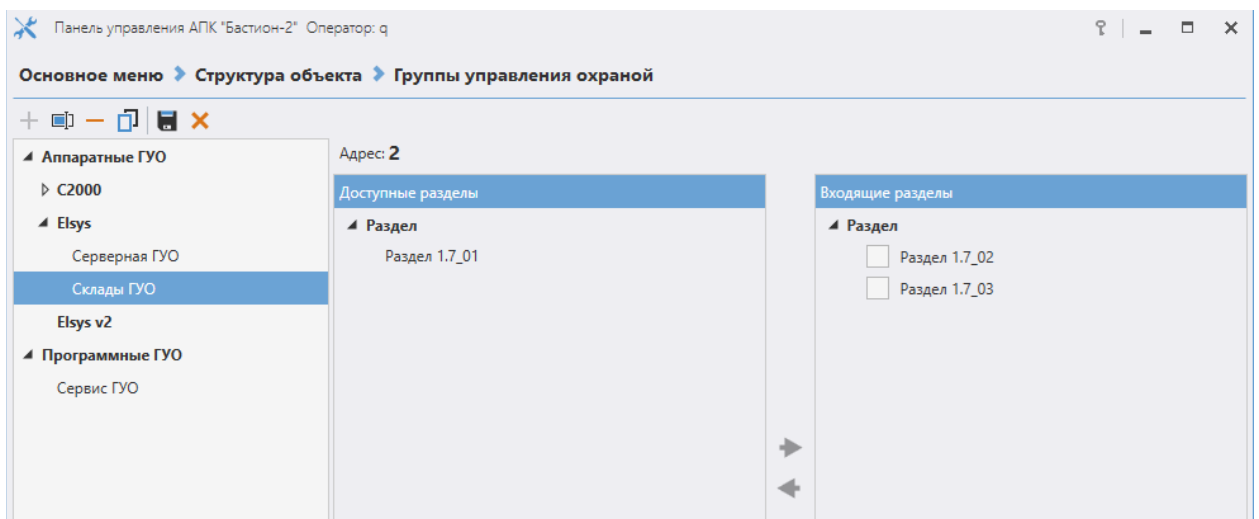 Панель управления АПК "Бастион-2" Оператор: q
Основное меню Структура объекта Группы управления охраной
Аппаратные ГУО
С2000
Elsys
Серверная ГУО
Склады ГУО
Elsys v2
Программные ГУО
Сервис ГУО
Адрес: 2
Доступные разделы
Раздел
Раздел 1.7_01
Входящие разделы
Раздел
Раздел 1.7_02
Раздел 1.7_03